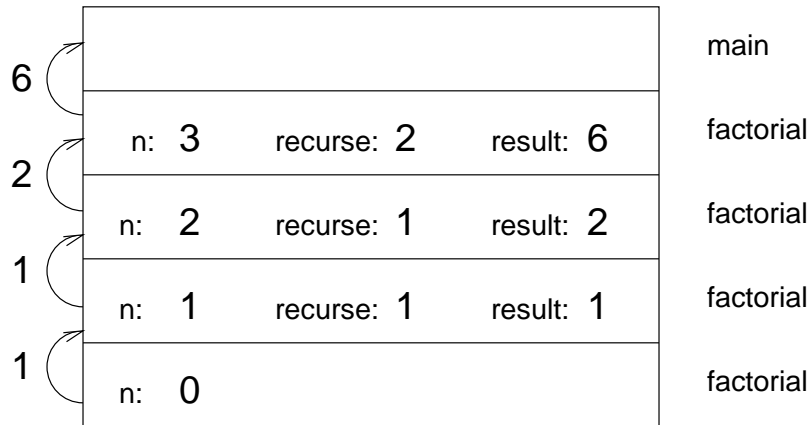 main
6
n: 3 recurse: 2 result: 6 factorial
2
n: 2 recurse: 1 result: 2 factorial
1
n: 1 recurse: 1 result: 1 factorial
1
n: 0 factorial